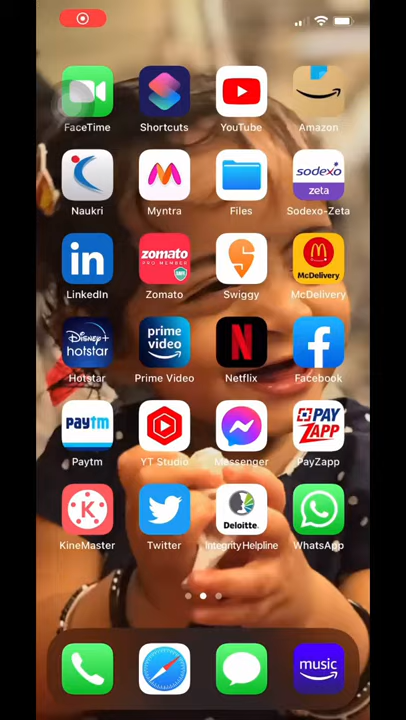 FaceTime Shortcuts YouTube Amazon
sodexo
zeta
Naukri Myntra Files Sodexo-Zeta
in zomato
PRO MEMBER
McDelivery
LinkedIn Zomato Swiggy McDelivery
Disney+
hotstar
prime
video
N f
Hotstar Prime Video Netflix Facebook
Paytm
PAY
ZAPP
Paytm YT Studio Messenger PayZapp
K
Deloitte.
KineMaster Twitter IntegrityHelpline WhatsApp
music